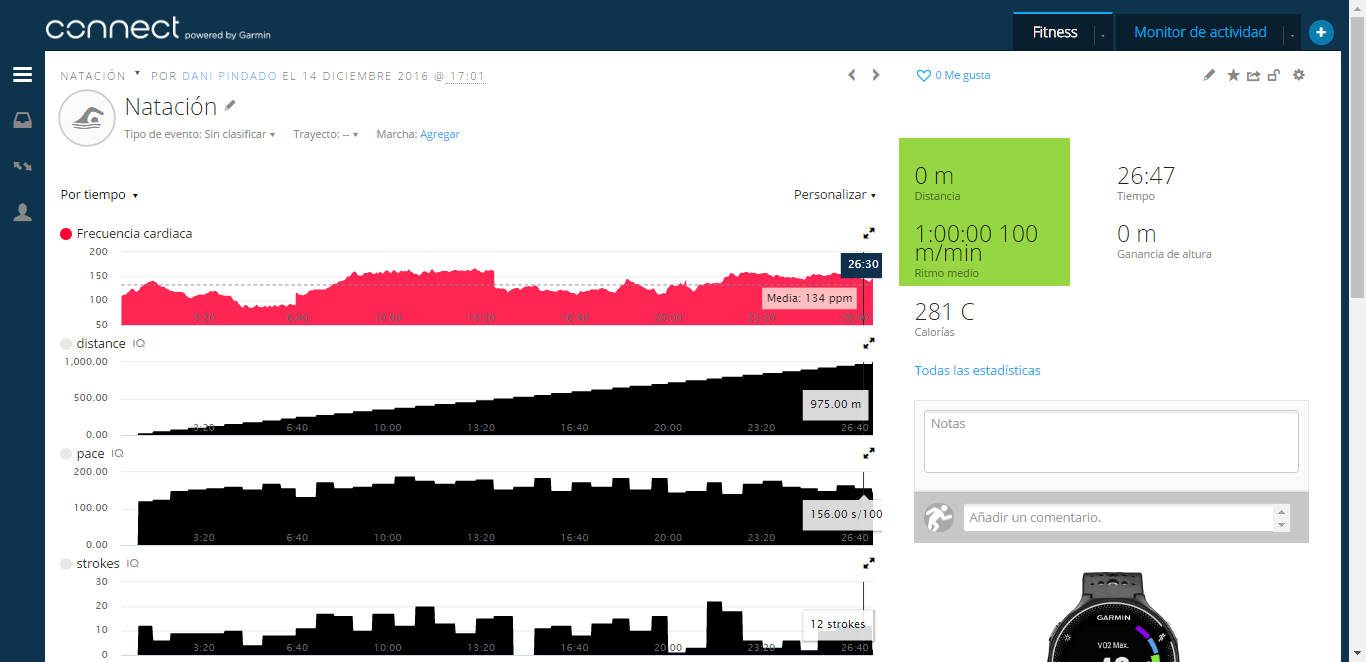 connect powered by Garmin
Fitness
Monitor de actividad
NATACIÓN POR DANI PINDADO EL 14 DICIEMBRE 2016 @ 17:01
0 Me gusta
Natación
Tipo de evento: Sin clasificar Trayecto: -- Marcha: Agregar
Por tiempo
Personalizar
Frecuencia cardiaca
200
150
100
50
26:30
Media: 134 ppm
3:20 6:40 10:00 13:20 16:40 20:00 23:20 26:40
distance IQ
1,000.00
500.00
0.00
975.00 m
3:20 6:40 10:00 13:20 16:40 20:00 23:20 26:40
pace IQ
200.00
100.00
0.00
156.00 s/100
3:20 6:40 10:00 13:20 16:40 20:00 23:20 26:40
strokes IQ
30
20
10
0
12 strokes
3:20 6:40 10:00 13:20 16:40 20:00 23:20 26:40
0 m
Distancia
1:00:00 100
m/min
Ritmo medio
26:47
Tiempo
0 m
Ganancia de altura
281 C
Calorías
Todas las estadísticas
Notas
Añadir un comentario.
GARMIN
VO2 Max.